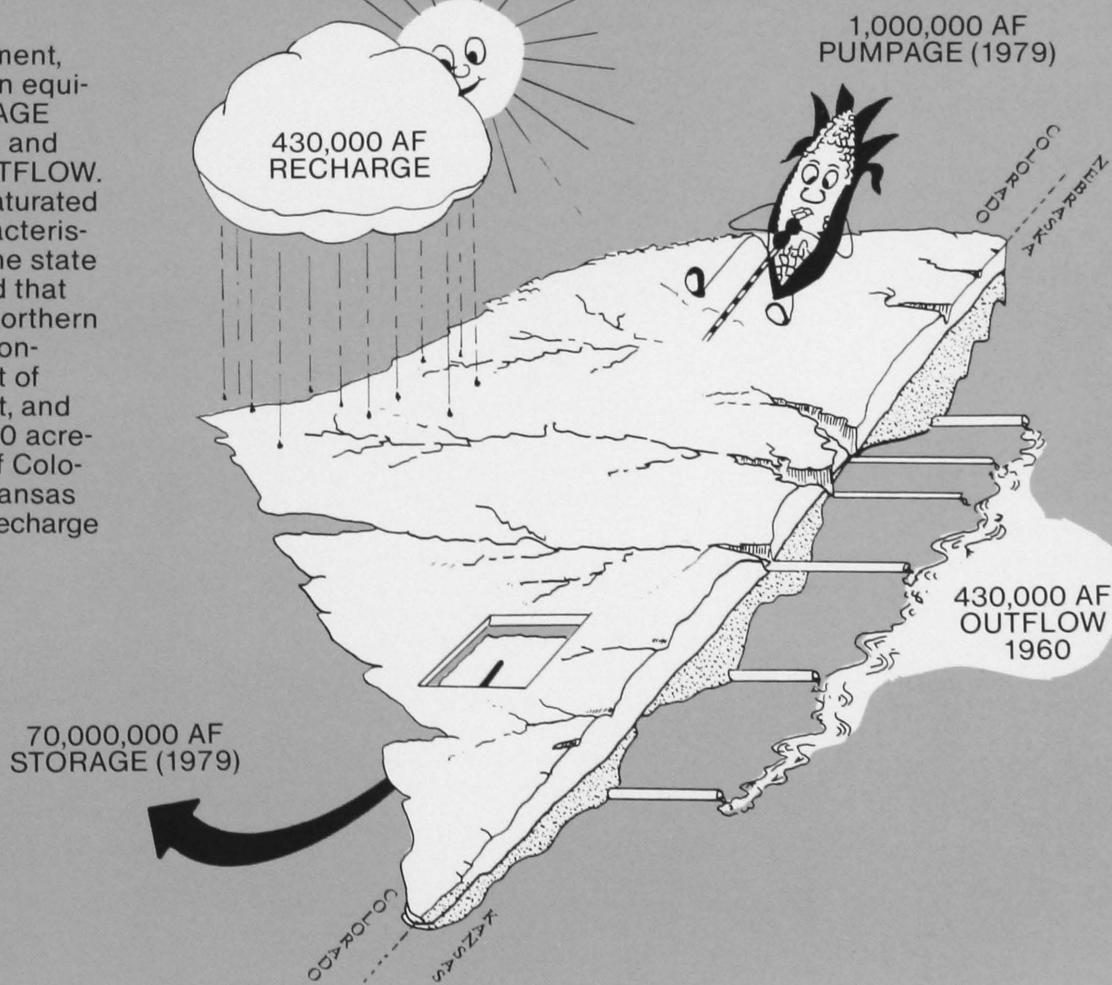 nent,
n equi-
AGE
and
TFLOW.
aturated
acteris-
ne state
d that
orthern
on-
t of
t, and
0 acre-
f Colo-
ansas
echarge
430,000 AF
RECHARGE
1,000,000 AF
PUMPAGE (1979)
COLORADO
NEBRASKA
430,000 AF
OUTFLOW
1960
70,000,000 AF
STORAGE (1979)
COLORADO
KANSAS